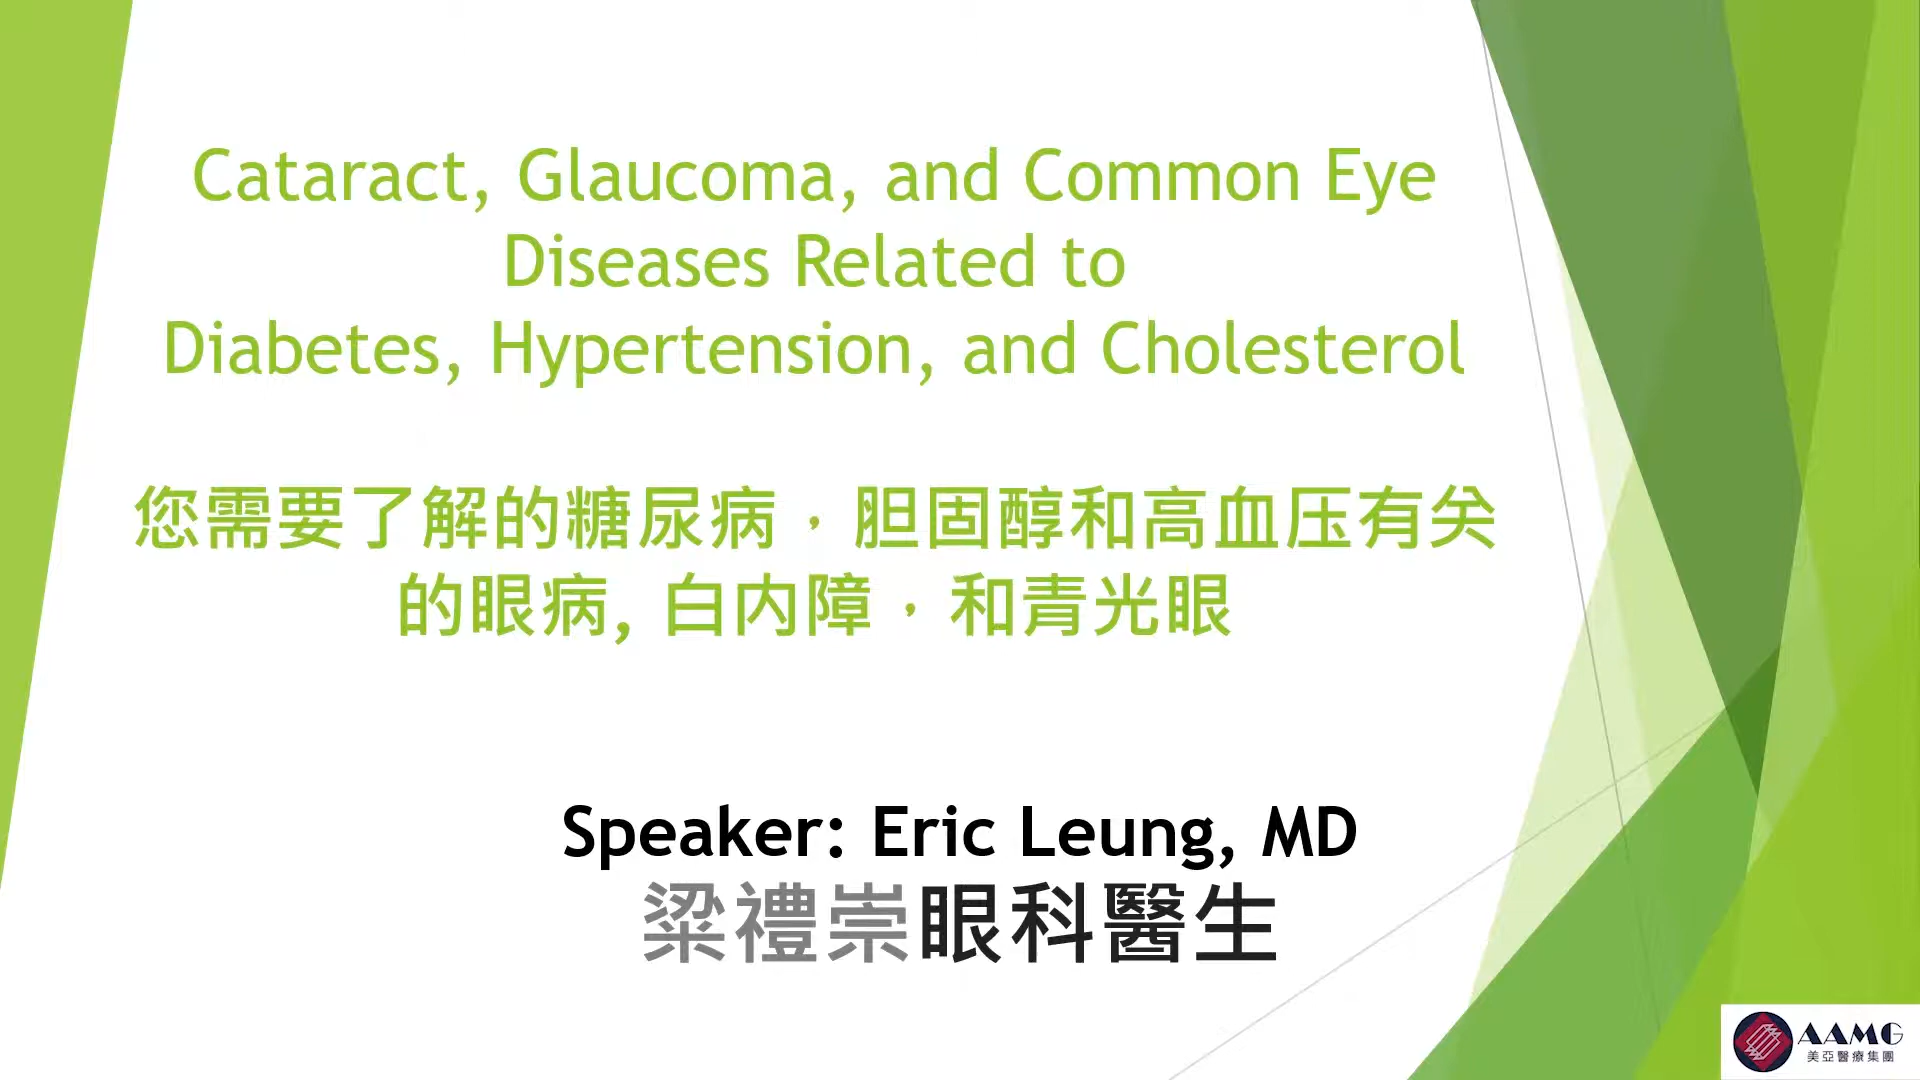 Cataract, Glaucoma, and Common Eye
Diseases Related to
Diabetes, Hypertension, and Cholesterol
您需要了解的糖尿病，胆固醇和高血压有关
的眼病, 白内障，和青光眼
Speaker: Eric Leung, MD
梁禮崇眼科醫生
AAMG
美亞醫療集團